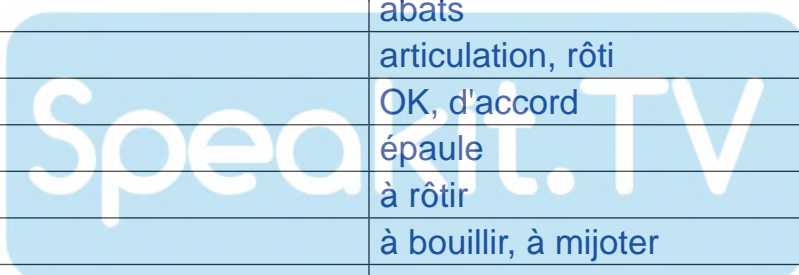 abats
articulation, rôti
OK, d'accord
Speakit.TV
épaule
à rôtir
à bouillir, à mijoter